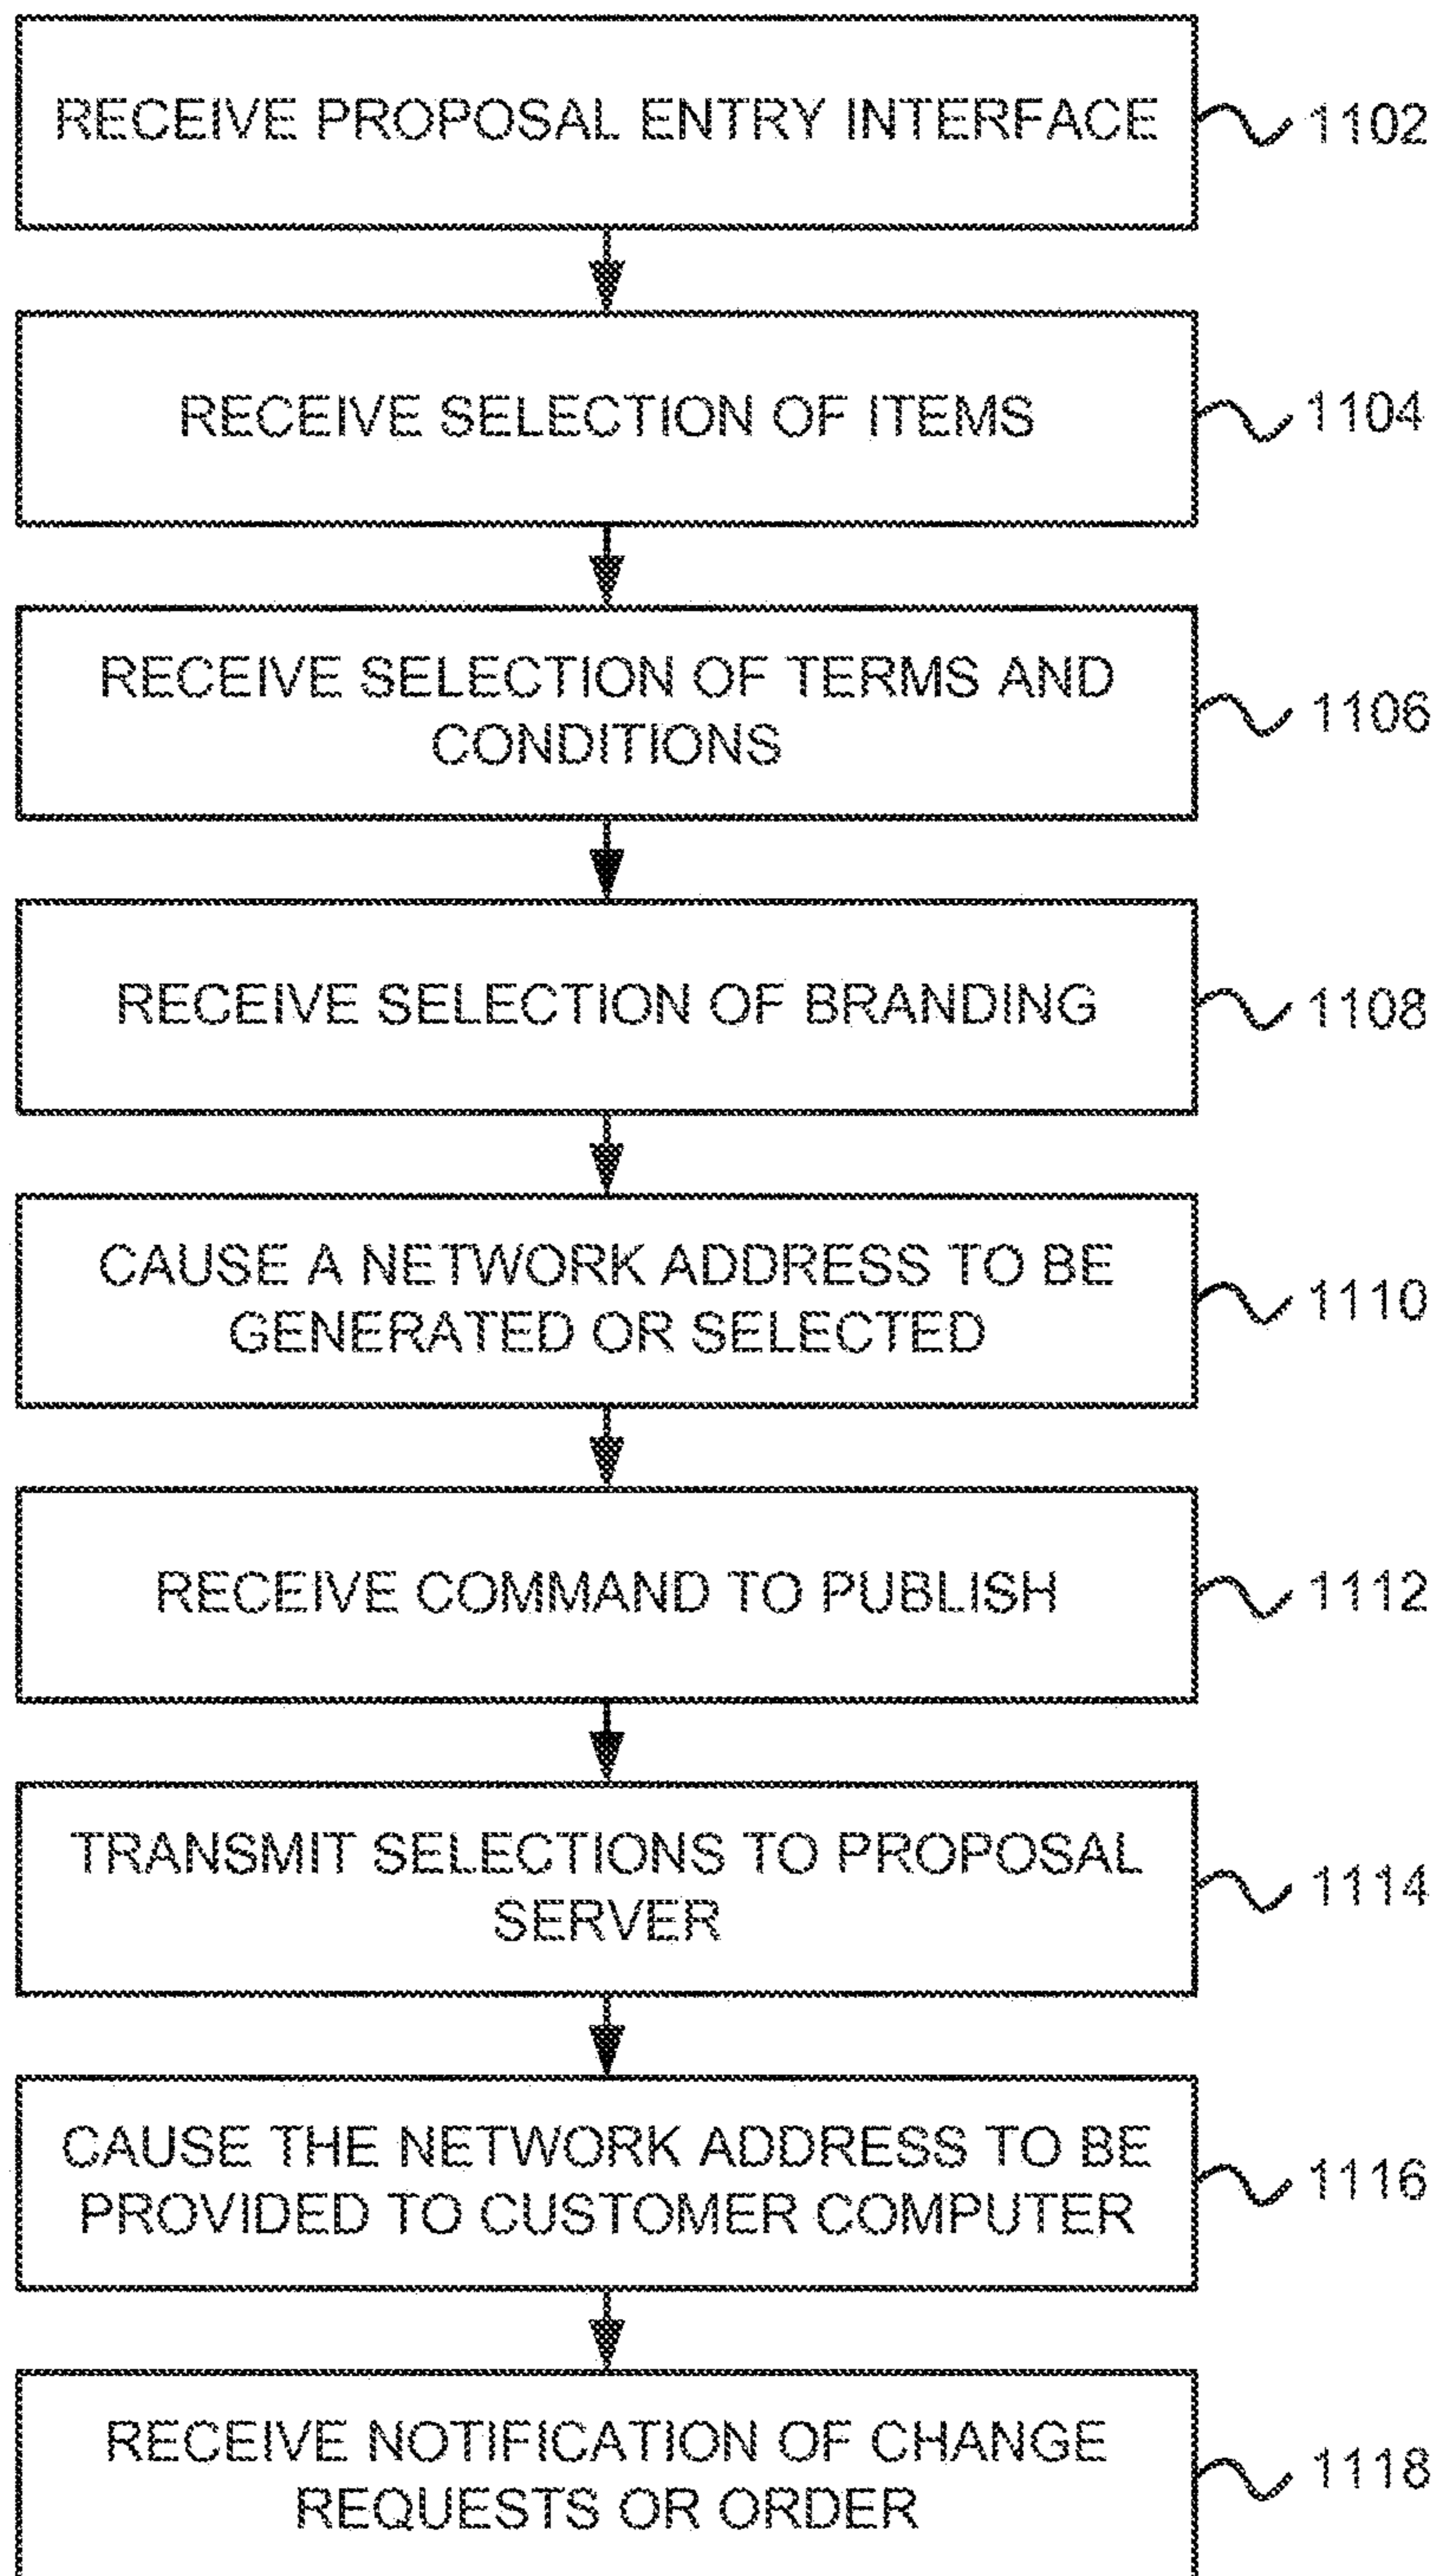 RECEIVE PROPOSAL ENTRY INTERFACE
1102
RECEIVE SELECTION OF ITEMS
1104
RECEIVE SELECTION OF TERMS AND
CONDITIONS
1106
RECEIVE SELECTION OF BRANDING
1108
CAUSE A NETWORK ADDRESS TO BE
GENERATED OR SELECTED
1110
RECEIVE COMMAND TO PUBLISH
1112
TRANSMIT SELECTIONS TO PROPOSAL
SERVER
1114
CAUSE THE NETWORK ADDRESS TO BE
PROVIDED TO CUSTOMER COMPUTER
1116
RECEIVE NOTIFICATION OF CHANGE
REQUESTS OR ORDER
1118